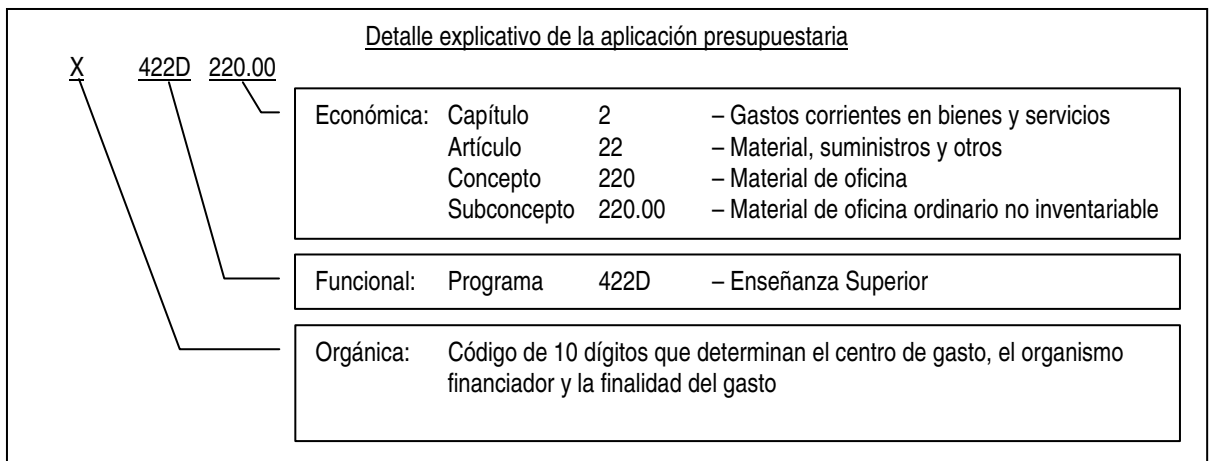 Detalle explicativo de la aplicación presupuestaria
X 422D 220.00
Económica: Capítulo 2 – Gastos corrientes en bienes y servicios
Artículo 22 – Material, suministros y otros
Concepto 220 – Material de oficina
Subconcepto 220.00 – Material de oficina ordinario no inventariable
Funcional: Programa 422D – Enseñanza Superior
Orgánica: Código de 10 dígitos que determinan el centro de gasto, el organismo
financiador y la finalidad del gasto